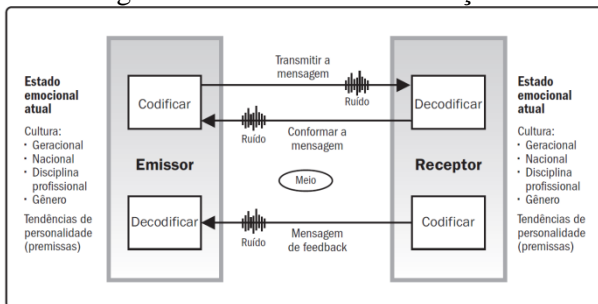 Estado
emocional
atual
Cultura:
• Geracional
• Nacional
• Disciplina
profissional
• Gênero
Tendências de
personalidade
(premissas)
Codificar
Emissor
Decodificar
Transmitir a
mensagem
Ruído
Ruído
Conformar a
mensagem
Meio
Ruído
Mensagem
de feedback
Decodificar
Receptor
Codificar
Estado
emocional
atual
Cultura:
• Geracional
• Nacional
• Disciplina
profissional
• Gênero
Tendências de
personalidade
(premissas)